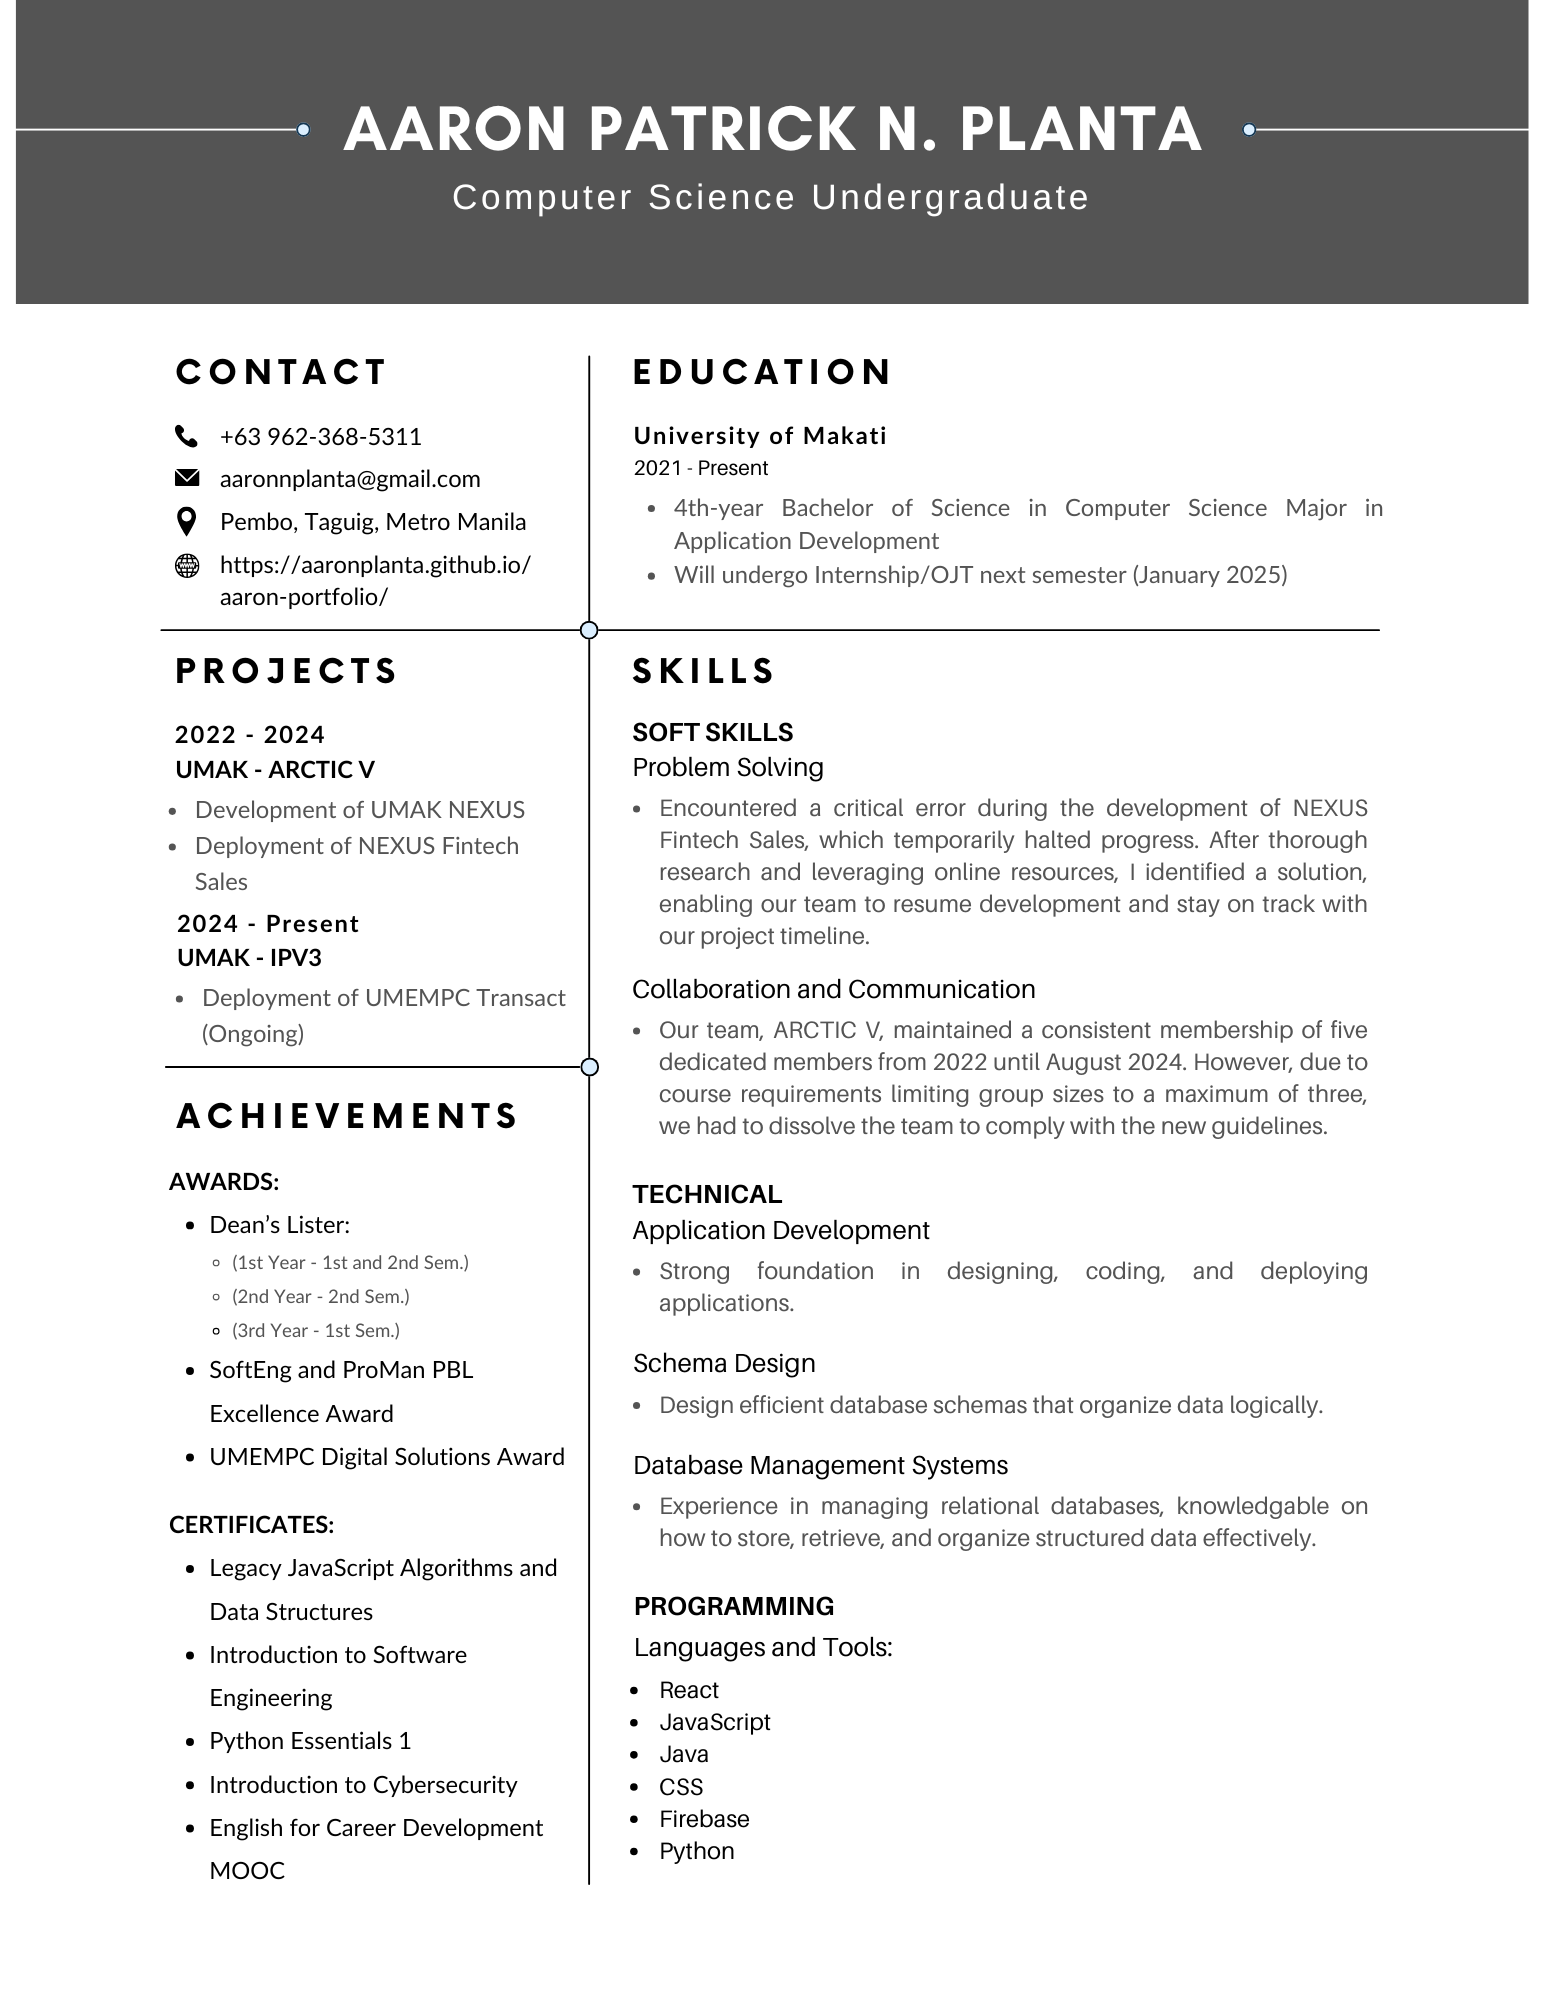 AARON PATRICK N. PLANTA
Computer Science Undergraduate
CONTACT
+63 962-368-5311
aaronnplanta@gmail.com
Pembo, Taguig, Metro Manila
https://aaronplanta.github.io/
aaron-portfolio/
EDUCATION
University of Makati
2021 - Present
• 4th-year Bachelor of Science in Computer Science Major in
Application Development
• Will undergo Internship/OJT next semester (January 2025)
PROJECTS
2022 - 2024
UMAK - ARCTIC V
• Development of UMAK NEXUS
• Deployment of NEXUS Fintech
Sales
2024 - Present
UMAK - IPV3
• Deployment of UMEMPC Transact
(Ongoing)
ACHIEVEMENTS
AWARDS:
• Dean’s Lister:
◦ (1st Year - 1st and 2nd Sem.)
◦ (2nd Year - 2nd Sem.)
◦ (3rd Year - 1st Sem.)
• SoftEng and ProMan PBL
Excellence Award
• UMEMPC Digital Solutions Award
CERTIFICATES:
• Legacy JavaScript Algorithms and
Data Structures
• Introduction to Software
Engineering
• Python Essentials 1
• Introduction to Cybersecurity
• English for Career Development
MOOC
SKILLS
SOFT SKILLS
Problem Solving
• Encountered a critical error during the development of NEXUS
Fintech Sales, which temporarily halted progress. After thorough
research and leveraging online resources, I identified a solution,
enabling our team to resume development and stay on track with
our project timeline.
Collaboration and Communication
• Our team, ARCTIC V, maintained a consistent membership of five
dedicated members from 2022 until August 2024. However, due to
course requirements limiting group sizes to a maximum of three,
we had to dissolve the team to comply with the new guidelines.
TECHNICAL
Application Development
• Strong foundation in designing, coding, and deploying
applications.
Schema Design
• Design efficient database schemas that organize data logically.
Database Management Systems
• Experience in managing relational databases, knowledgable on
how to store, retrieve, and organize structured data effectively.
PROGRAMMING
Languages and Tools:
• React
• JavaScript
• Java
• CSS
• Firebase
• Python